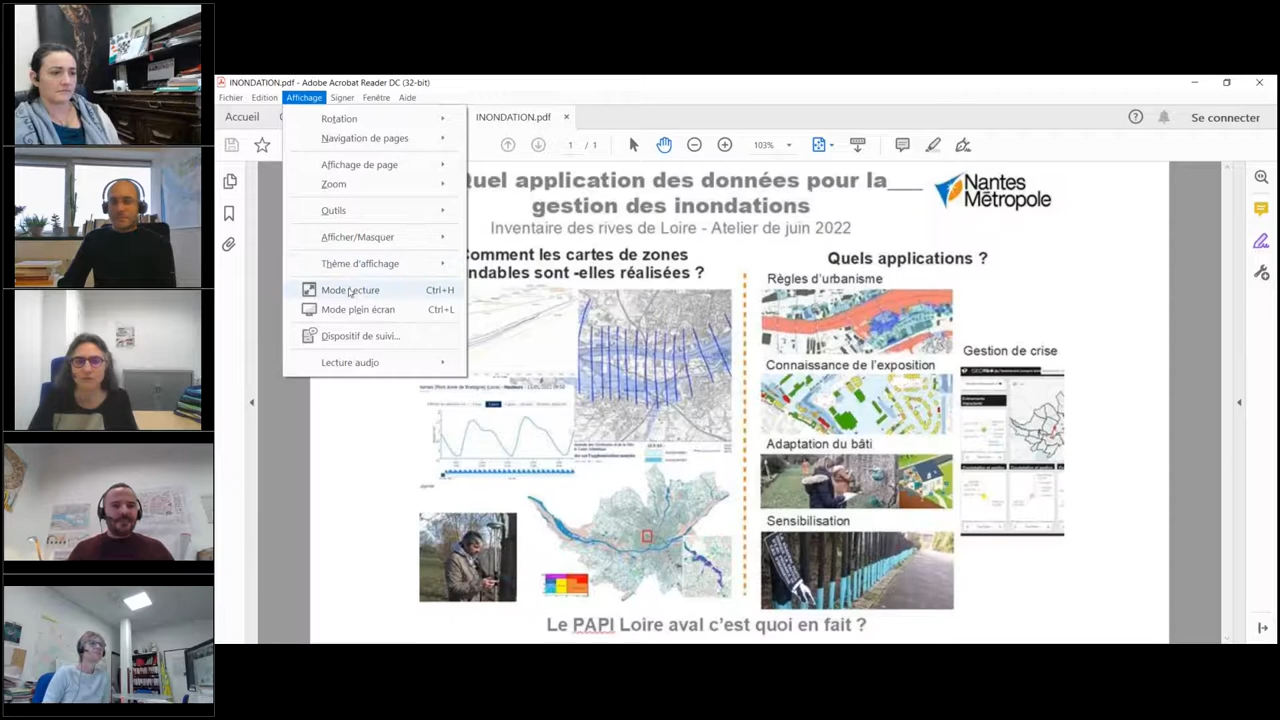 INONDATION.pdf - Adobe Acrobat Reader DC (32-bit)
Fichier Edition Affichage Signer Fenêtre Aide
Accueil
INONDATION.pdf ×
Se connecter
1 / 1
103%
Rotation
Navigation de pages
Affichage de page
Zoom
Outils
Afficher/Masquer
Thème d'affichage
Mode lecture Ctrl+H
Mode plein écran Ctrl+L
Dispositif de suivi...
Lecture audio
Quel application des données pour la___
gestion des inondations
Inventaire des rives de Loire - Atelier de juin 2022
Nantes
Métropole
omment les cartes de zones
ndables sont -elles réalisées ?
Quels applications ?
Règles d'urbanisme
Connaissance de l'exposition
Adaptation du bâti
Sensibilisation
Gestion de crise
Le PAPI Loire aval c'est quoi en fait ?